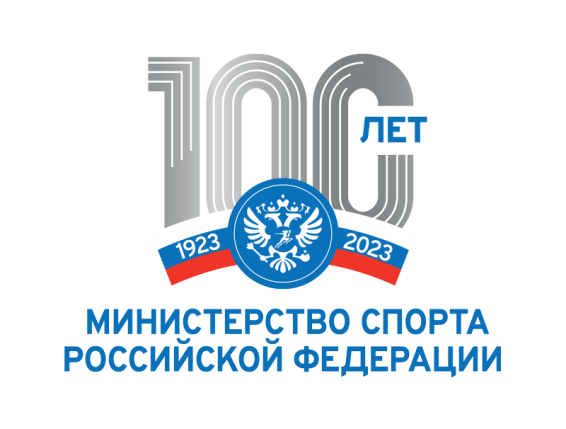 100
ЛЕТ
1923 2023
МИНИСТЕРСТВО СПОРТА
РОССИЙСКОЙ ФЕДЕРАЦИИ